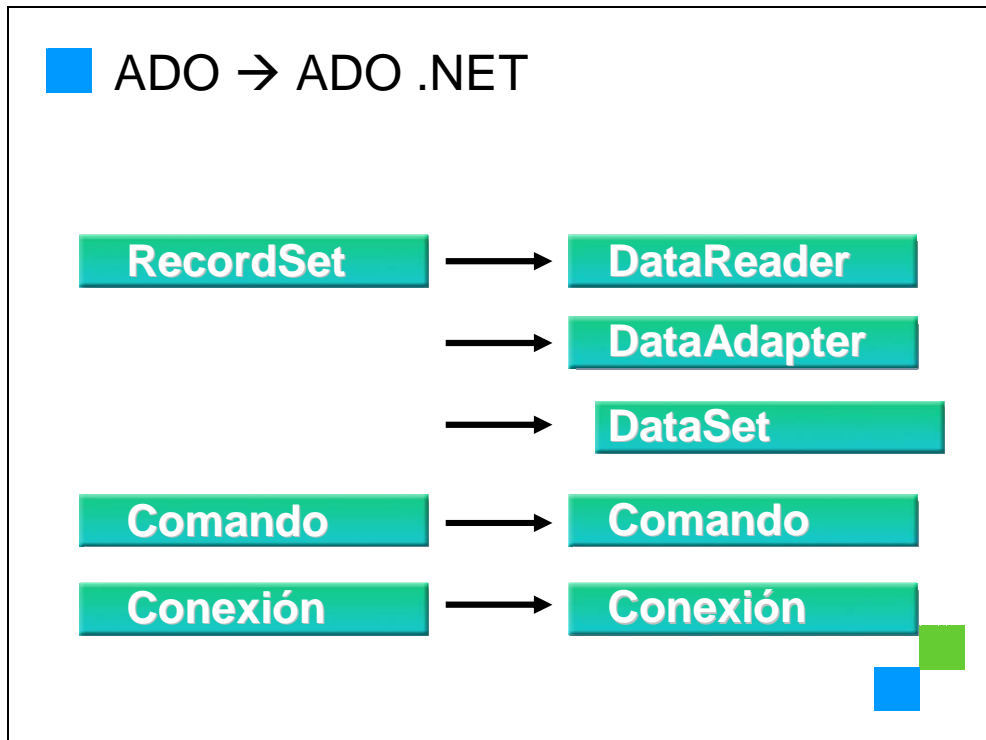 ADO → ADO .NET
RecordSet
DataReader
DataAdapter
DataSet
Comando
Comando
Conexión
Conexión